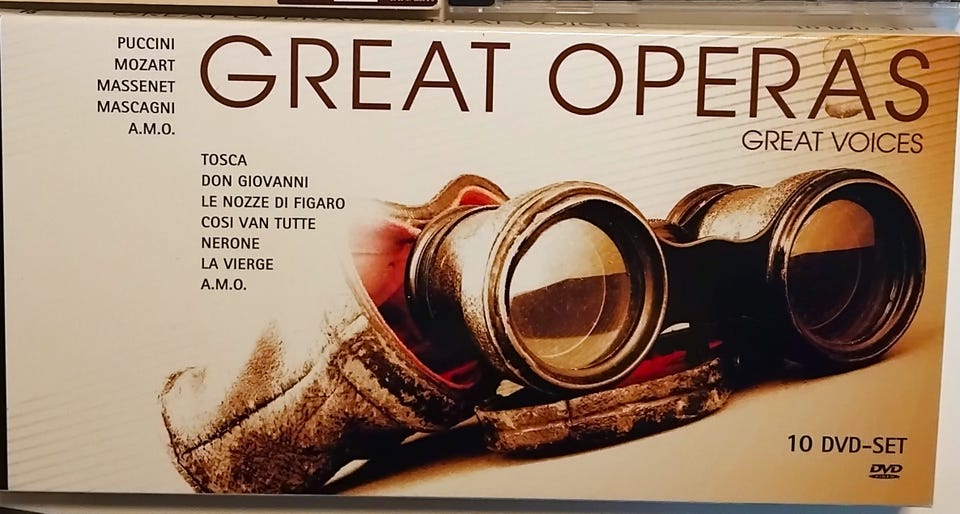 PUCCINI
MOZART
MASSENET
MASCAGNI
A.M.O.
GREAT OPERAS
GREAT VOICES
TOSCA
DON GIOVANNI
LE NOZZE DI FIGARO
COSI VAN TUTTE
NERONE
LA VIERGE
A.M.O.
10 DVD-SET
DVD
VIDEO